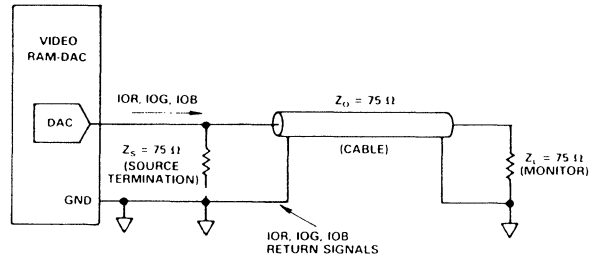 VIDEO
RAM-DAC
DAC
GND
IOR, IOG, IOB
Z_S = 75 Ω
(SOURCE
TERMINATION)
Z_O = 75 Ω
(CABLE)
Z_L = 75 Ω
(MONITOR)
IOR, IOG, IOB
RETURN SIGNALS